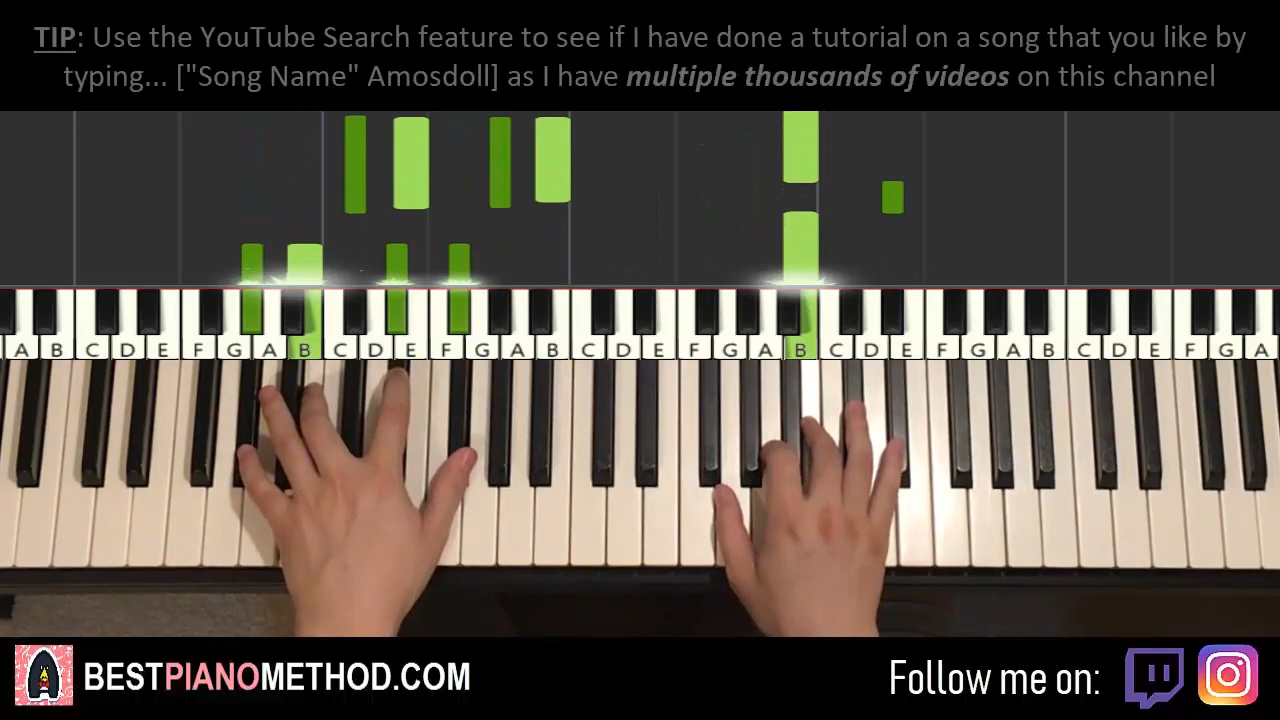 TIP: Use the YouTube Search feature to see if I have done a tutorial on a song that you like by
typing... ["Song Name" Amosdoll] as I have multiple thousands of videos on this channel
A B C D E F G A B C D E F G A B C D E F G A B C D E F G A B C D E F G A
BESTPIANOMETHOD.COM
Follow me on: